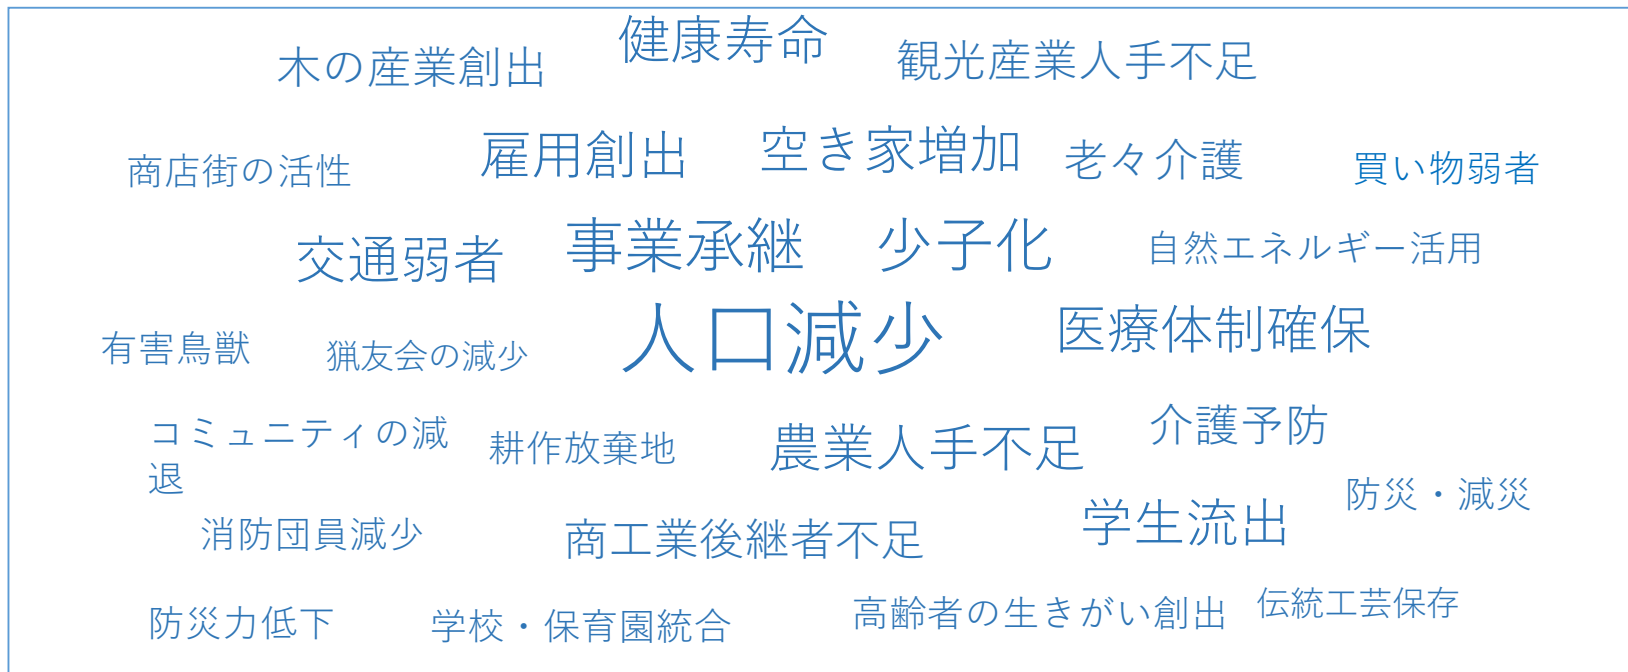 健康寿命
木の産業創出
観光産業人手不足
雇用創出
空き家増加
老々介護
商店街の活性
買い物弱者
交通弱者
事業承継
少子化
自然エネルギー活用
人口減少
医療体制確保
有害鳥獣
猟友会の減少
コミュニティの減
退
耕作放棄地
農業人手不足
介護予防
防災・減災
消防団員減少
商工業後継者不足
学生流出
防災力低下
学校・保育園統合
高齢者の生きがい創出
伝統工芸保存